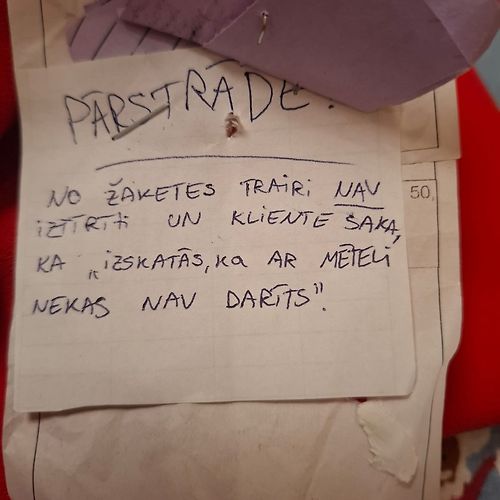 PĀRSTRĀDE!
NO ŽAKETES TRAIPI NAV
IZTĪRĪTI UN KLIENTE SAKA,
KA „IZSKATĀS, KA AR MĒTELI
NEKAS NAV DARĪTS".
50,